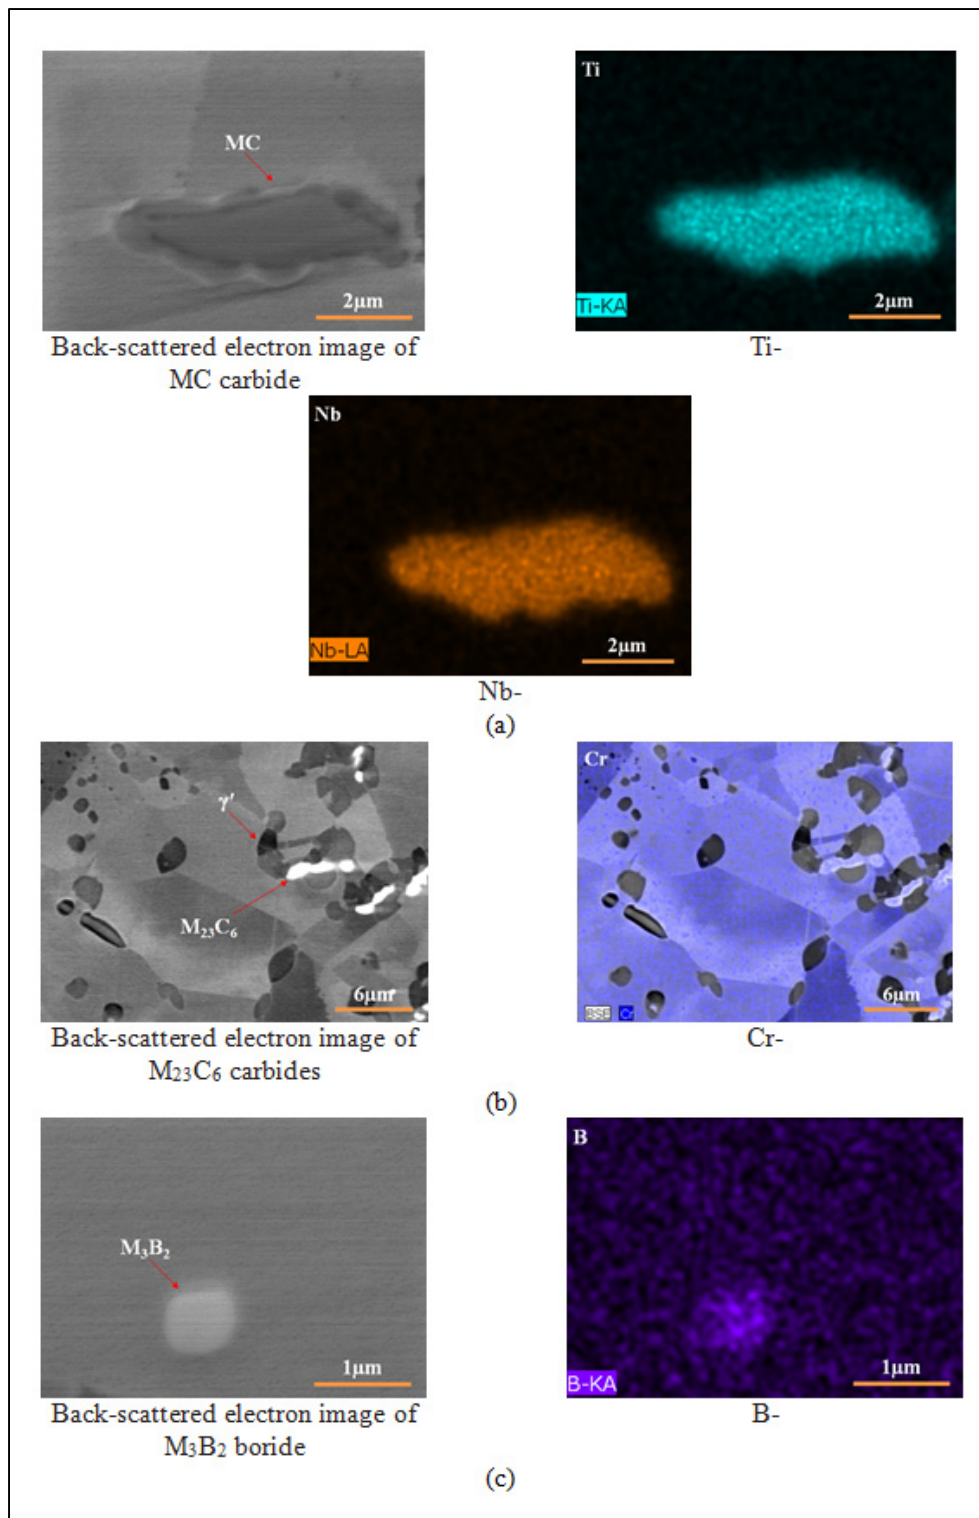 Ti
MC
2μm
Ti-KA
2μm
Back-scattered electron image of
MC carbide
Ti-
Nb
Nb-LA
2μm
Nb-
(a)
γ′
M₂₃C₆
6μm
Cr
BSE Cr
6μm
Back-scattered electron image of
M₂₃C₆ carbides
Cr-
(b)
M₃B₂
1μm
B
B-KA
1μm
Back-scattered electron image of
M₃B₂ boride
B-
(c)